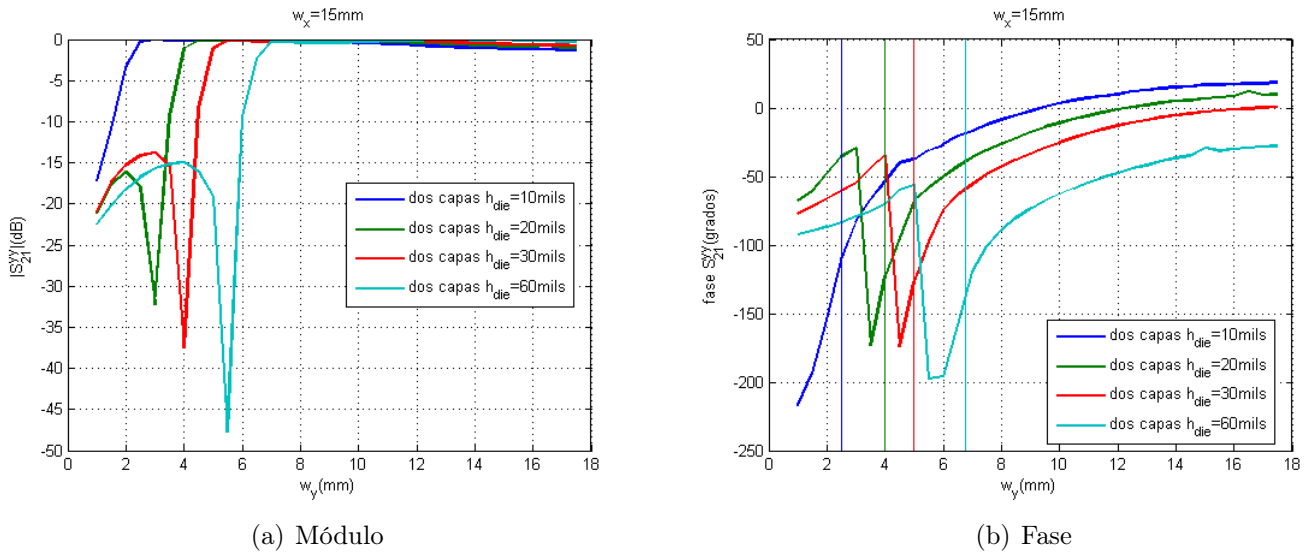 w_x=15mm
|S_21^yy|(dB)
0
-5
-10
-15
-20
-25
-30
-35
-40
-45
-50
0 2 4 6 8 10 12 14 16 18
w_y(mm)
dos capas h_die=10mils
dos capas h_die=20mils
dos capas h_die=30mils
dos capas h_die=60mils
(a) Módulo
w_x=15mm
fase S_21^yy(grados)
50
0
-50
-100
-150
-200
-250
0 2 4 6 8 10 12 14 16 18
w_y(mm)
dos capas h_die=10mils
dos capas h_die=20mils
dos capas h_die=30mils
dos capas h_die=60mils
(b) Fase